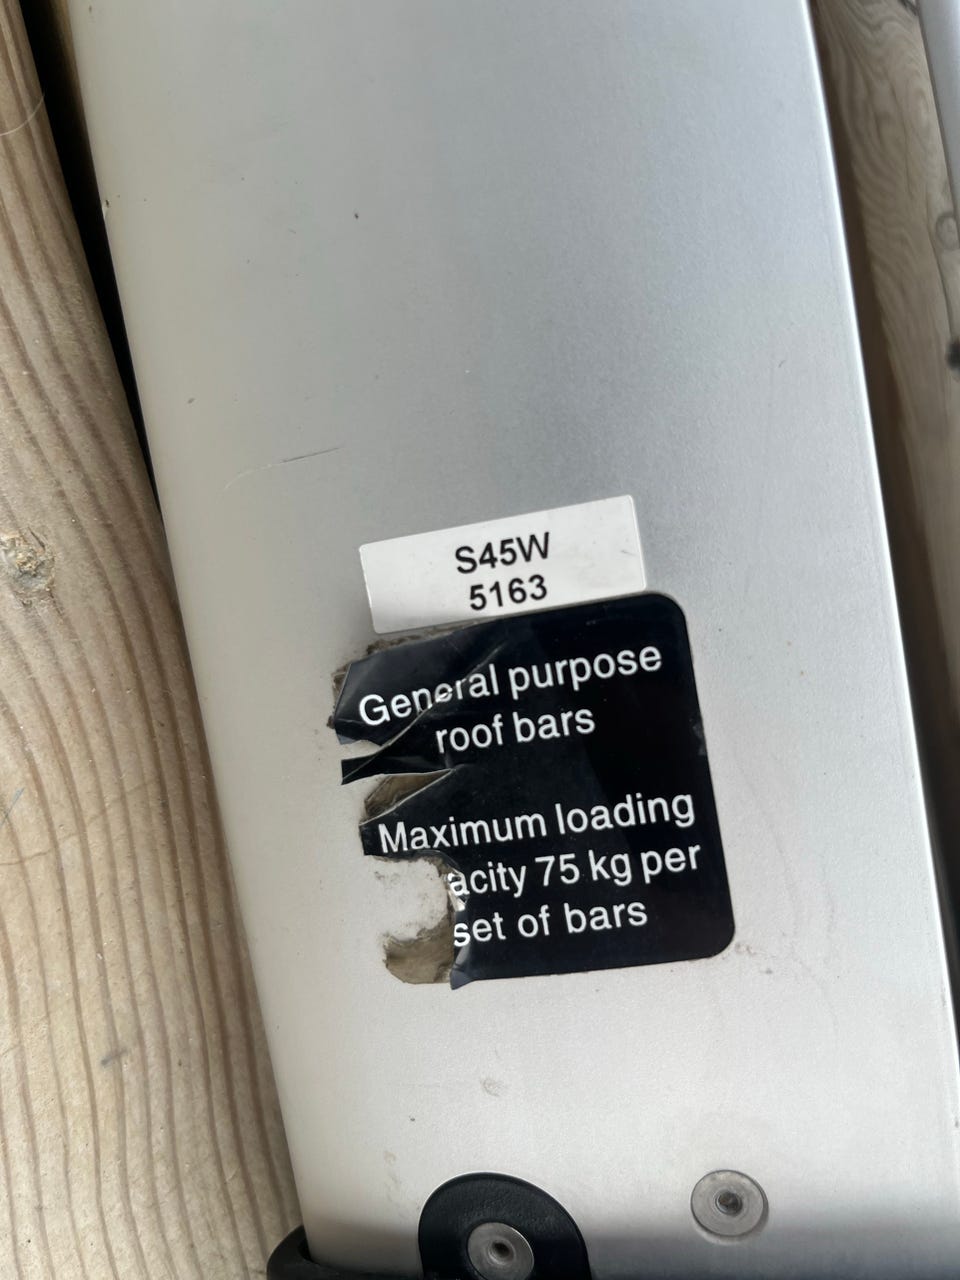 S45W
5163
General purpose
roof bars
Maximum loading
acity 75 kg per
set of bars